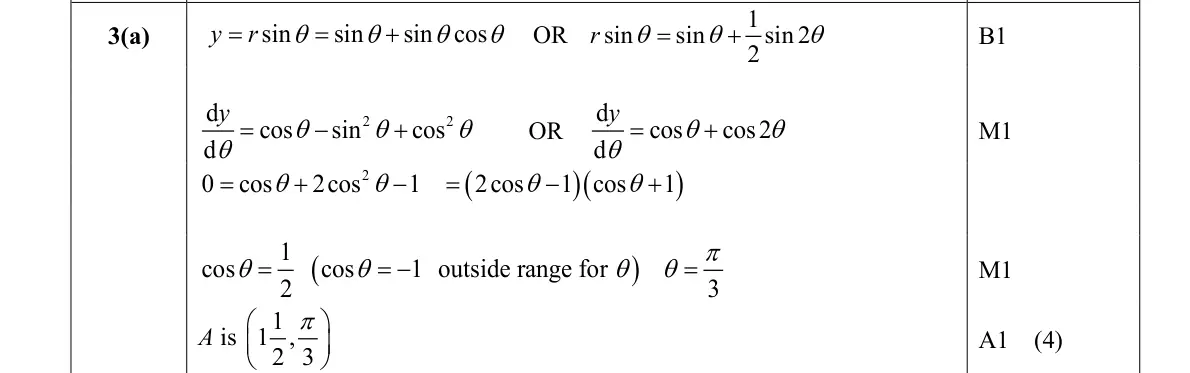 3(a) y = r sin θ = sin θ + sin θ cos θ OR r sin θ = sin θ + 1/2 sin 2θ B1
dy/dθ = cos θ − sin² θ + cos² θ OR dy/dθ = cos θ + cos 2θ M1
0 = cos θ + 2cos² θ − 1 = (2cos θ − 1)(cos θ + 1)
cos θ = 1/2 (cos θ = −1 outside range for θ) θ = π/3 M1
A is (1 1/2, π/3) A1 (4)